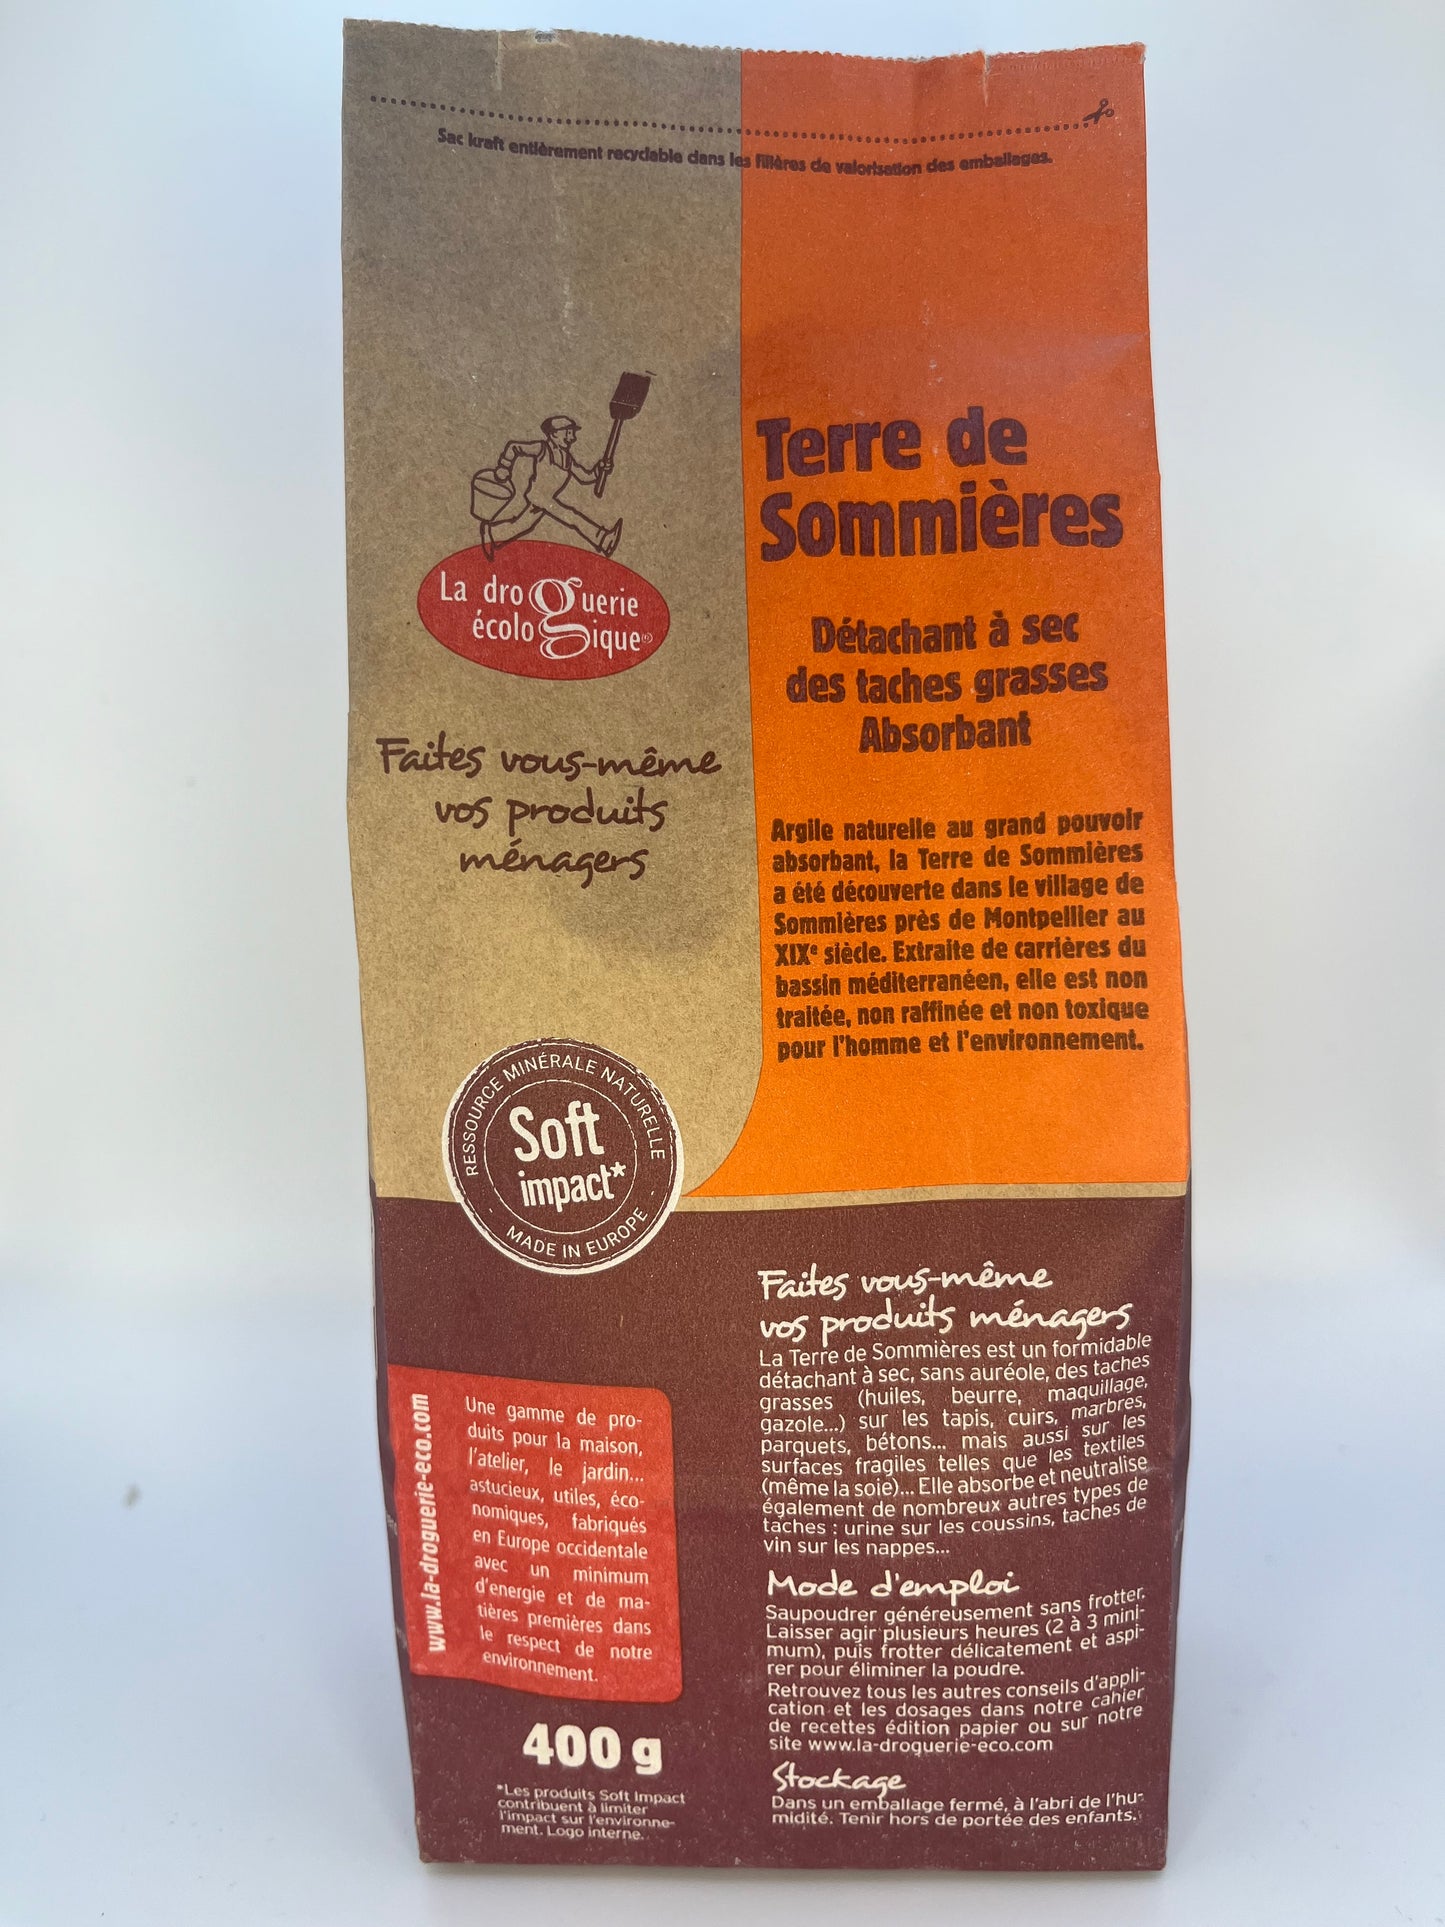 Sac kraft entièrement recyclable dans les filières de valorisation des emballages.
La droguerie
écologique®
Faites vous-même
vos produits
ménagers
Terre de
Sommières
Détachant à sec
des taches grasses
Absorbant
Argile naturelle au grand pouvoir
absorbant, la Terre de Sommières
a été découverte dans le village de
Sommières près de Montpellier au
XIXe siècle. Extraite de carrières du
bassin méditerranéen, elle est non
traitée, non raffinée et non toxique
pour l'homme et l'environnement.
RESSOURCE MINÉRALE NATURELLE
Soft
impact*
- MADE IN EUROPE -
www.la-droguerie-eco.com
Une gamme de pro-
duits pour la maison,
l'atelier, le jardin...
astucieux, utiles, éco-
nomiques, fabriqués
en Europe occidentale
avec un minimum
d'energie et de ma-
tières premières dans
le respect de notre
environnement.
400 g
*Les produits Soft Impact
contribuent à limiter
l'impact sur l'environne-
ment. Logo interne.
Faites vous-même
vos produits ménagers
La Terre de Sommières est un formidable
détachant à sec, sans auréole, des taches
grasses (huiles, beurre, maquillage,
gazole...) sur les tapis, cuirs, marbres,
parquets, bétons... mais aussi sur les
surfaces fragiles telles que les textiles
(même la soie)... Elle absorbe et neutralise
également de nombreux autres types de
taches : urine sur les coussins, taches de
vin sur les nappes...
Mode d'emploi
Saupoudrer généreusement sans frotter.
Laisser agir plusieurs heures (2 à 3 mini-
mum), puis frotter délicatement et aspi-
rer pour éliminer la poudre.
Retrouvez tous les autres conseils d'appli-
cation et les dosages dans notre cahier
de recettes édition papier ou sur notre
site www.la-droguerie-eco.com
Stockage
Dans un emballage fermé, à l'abri de l'hu-
midité. Tenir hors de portée des enfants.